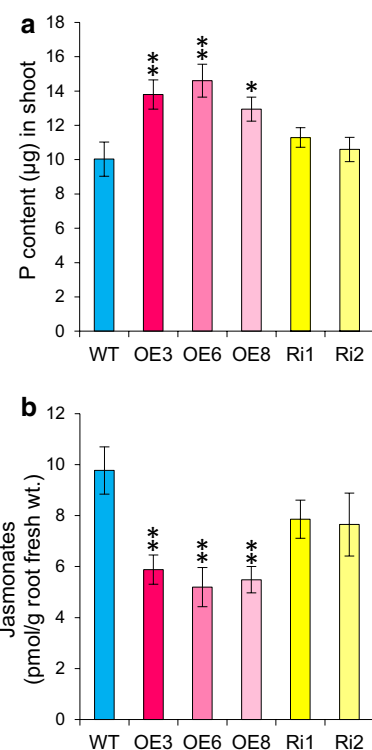 a
P content (µg) in shoot
18
16
14
12
10
8
6
4
2
0
** ** *
WT OE3 OE6 OE8 Ri1 Ri2
b
Jasmonates
(pmol/g root fresh wt.)
12
10
8
6
4
2
0
** ** **
WT OE3 OE6 OE8 Ri1 Ri2